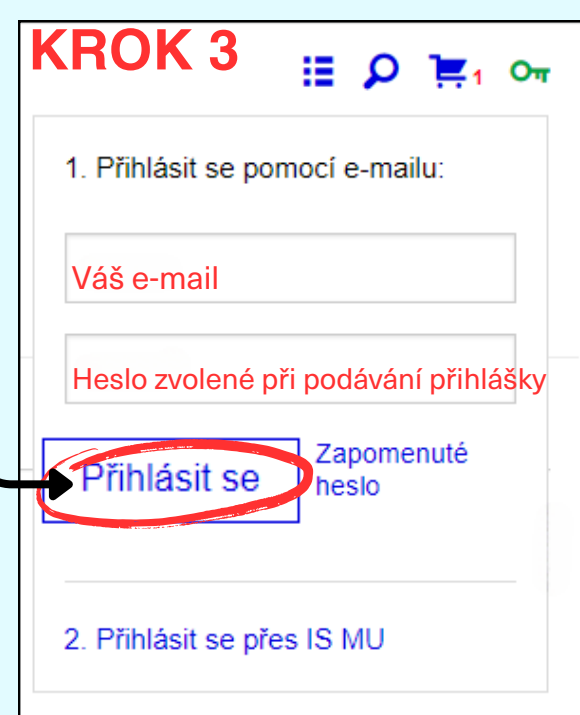 KROK 3
1
1. Přihlásit se pomocí e-mailu:
Váš e-mail
Heslo zvolené při podávání přihlášky
Přihlásit se
Zapomenuté
heslo
2. Přihlásit se přes IS MU